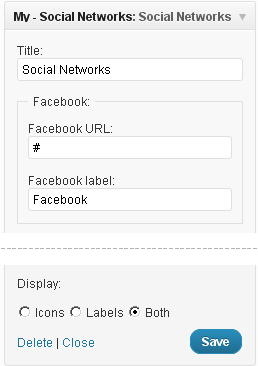 My - Social Networks: Social Networks
Title:
Social Networks
Facebook:
Facebook URL:
#
Facebook label:
Facebook
Display:
Icons Labels Both
Delete | Close Save